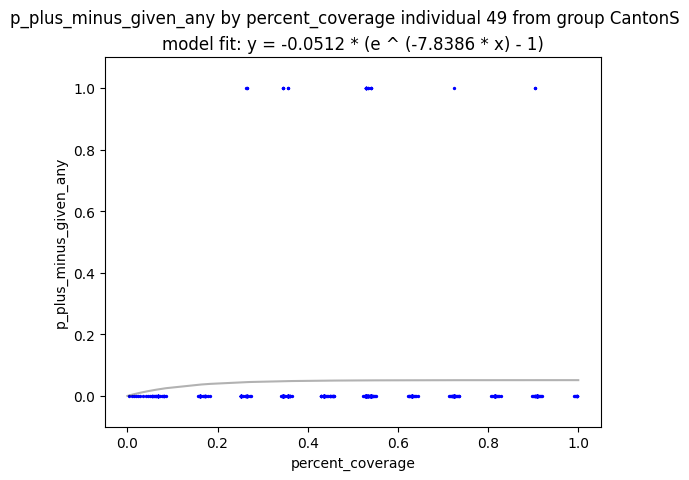 p_plus_minus_given_any by percent_coverage individual 49 from group CantonS
model fit: y = -0.0512 * (e ^ (-7.8386 * x) - 1)
1.0
0.8
0.6
0.4
0.2
0.0
p_plus_minus_given_any
0.0 0.2 0.4 0.6 0.8 1.0
percent_coverage